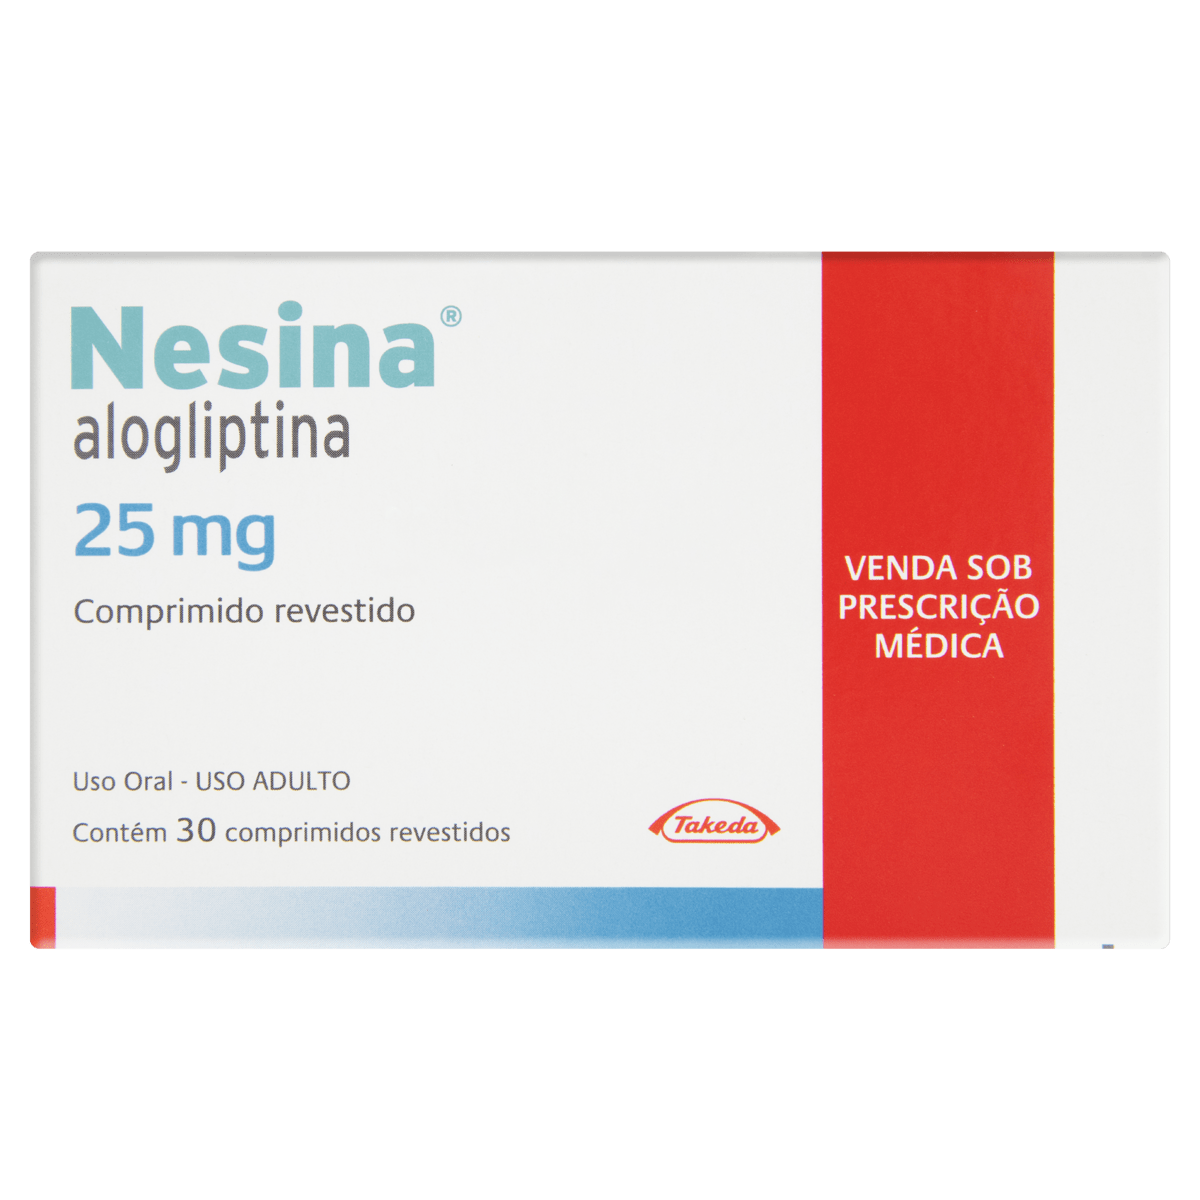 Nesina®
alogliptina
25 mg
Comprimido revestido
Uso Oral - USO ADULTO
Contém 30 comprimidos revestidos
Takeda
VENDA SOB
PRESCRIÇÃO
MÉDICA